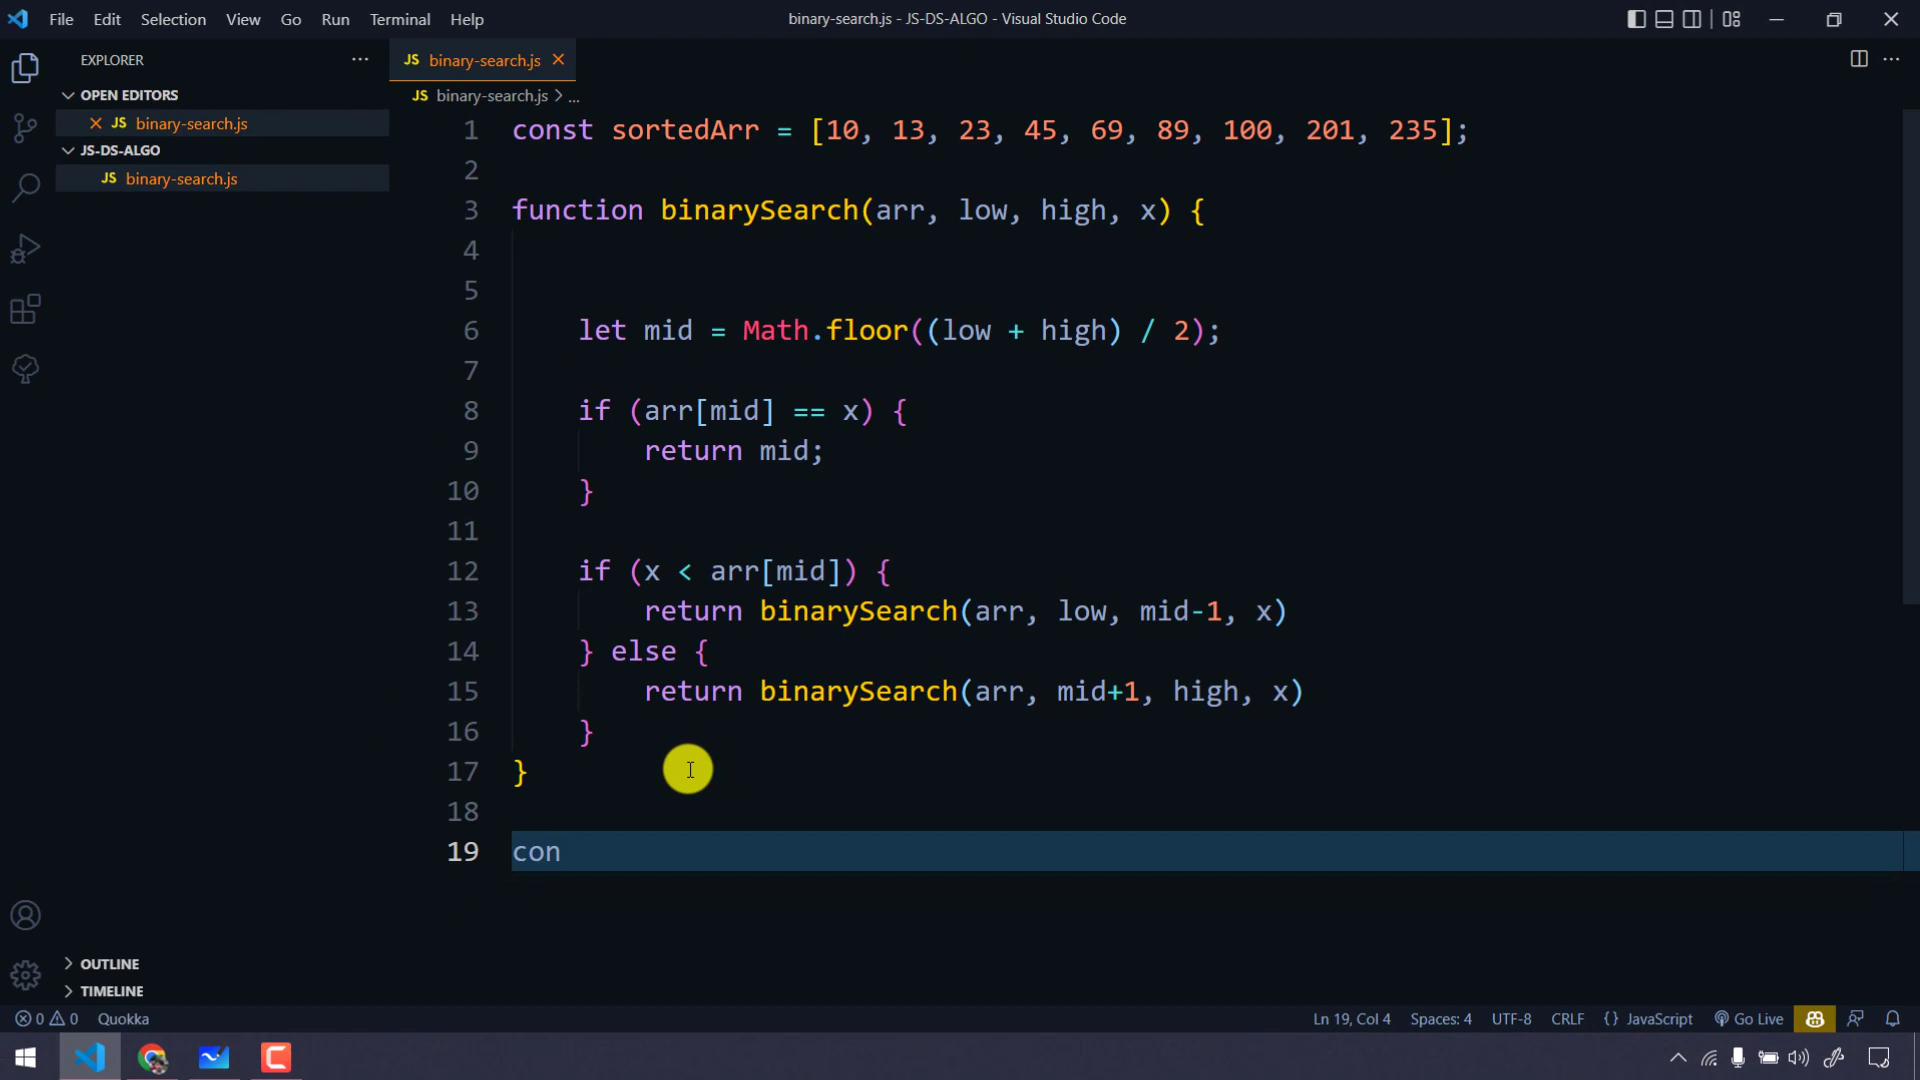 File Edit Selection View Go Run Terminal Help
binary-search.js - JS-DS-ALGO - Visual Studio Code
EXPLORER
OPEN EDITORS
JS binary-search.js
JS-DS-ALGO
JS binary-search.js
JS binary-search.js
JS binary-search.js > ...
1 const sortedArr = [10, 13, 23, 45, 69, 89, 100, 201, 235];
2
3 function binarySearch(arr, low, high, x) {
4
5
6 let mid = Math.floor((low + high) / 2);
7
8 if (arr[mid] == x) {
9 return mid;
10 }
11
12 if (x < arr[mid]) {
13 return binarySearch(arr, low, mid-1, x)
14 } else {
15 return binarySearch(arr, mid+1, high, x)
16 }
17 }
18
19 con
OUTLINE
TIMELINE
0 0 Quokka
Ln 19, Col 4 Spaces: 4 UTF-8 CRLF {} JavaScript Go Live